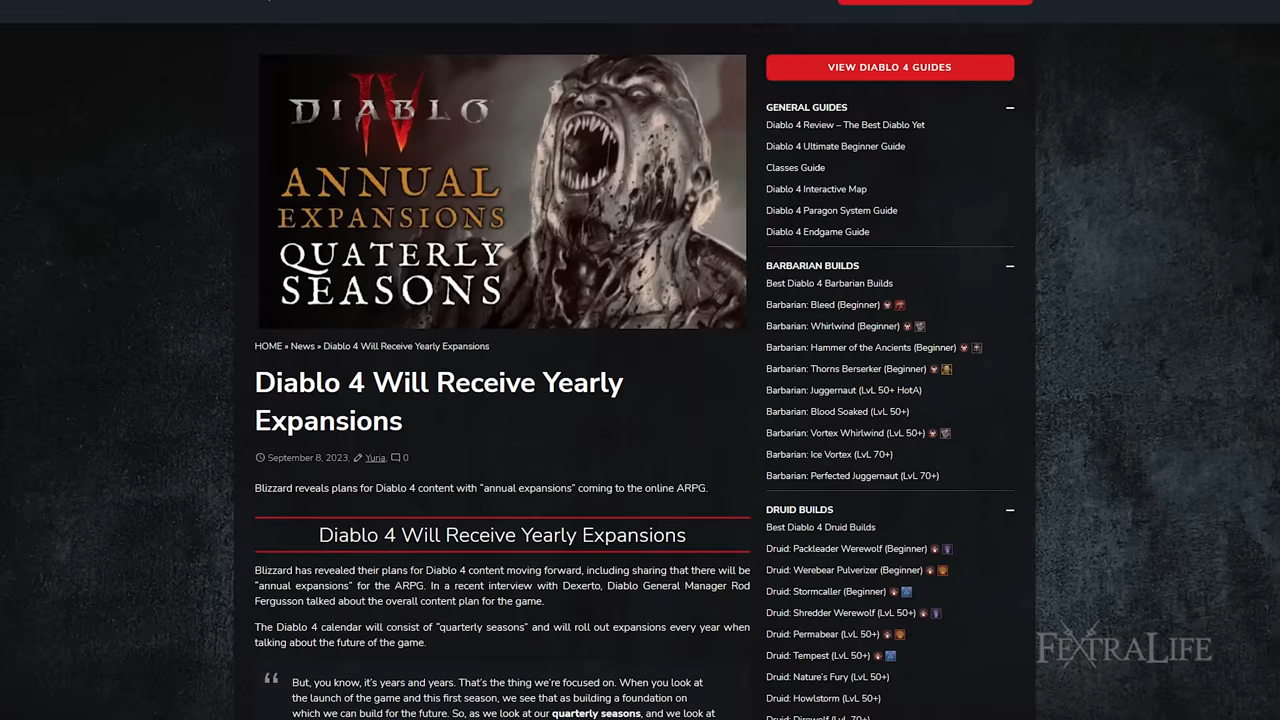 DIABLO
IV
ANNUAL
EXPANSIONS
QUATERLY
SEASONS
HOME » News » Diablo 4 Will Receive Yearly Expansions
Diablo 4 Will Receive Yearly
Expansions
September 8, 2023, Yuria, 0
Blizzard reveals plans for Diablo 4 content with “annual expansions” coming to the online ARPG.
Diablo 4 Will Receive Yearly Expansions
Blizzard has revealed their plans for Diablo 4 content moving forward, including sharing that there will be
“annual expansions” for the ARPG. In a recent interview with Dexerto, Diablo General Manager Rod
Fergusson talked about the overall content plan for the game.
The Diablo 4 calendar will consist of “quarterly seasons” and will roll out expansions every year when
talking about the future of the game.
“ But, you know, it’s years and years. That’s the thing we’re focused on. When you look at
the launch of the game and this first season, we see that as building a foundation on
which we can build for the future. So, as we look at our quarterly seasons, and we look at
VIEW DIABLO 4 GUIDES
GENERAL GUIDES
Diablo 4 Review – The Best Diablo Yet
Diablo 4 Ultimate Beginner Guide
Classes Guide
Diablo 4 Interactive Map
Diablo 4 Paragon System Guide
Diablo 4 Endgame Guide
BARBARIAN BUILDS
Best Diablo 4 Barbarian Builds
Barbarian: Bleed (Beginner)
Barbarian: Whirlwind (Beginner)
Barbarian: Hammer of the Ancients (Beginner)
Barbarian: Thorns Berserker (Beginner)
Barbarian: Juggernaut (LvL 50+ HotA)
Barbarian: Blood Soaked (LvL 50+)
Barbarian: Vortex Whirlwind (LvL 50+)
Barbarian: Ice Vortex (LvL 70+)
Barbarian: Perfected Juggernaut (LvL 70+)
DRUID BUILDS
Best Diablo 4 Druid Builds
Druid: Packleader Werewolf (Beginner)
Druid: Werebear Pulverizer (Beginner)
Druid: Stormcaller (Beginner)
Druid: Shredder Werewolf (LvL 50+)
Druid: Permabear (LvL 50+)
Druid: Tempest (LvL 50+)
Druid: Nature’s Fury (LvL 50+)
Druid: Howlstorm (LvL 50+)
Druid: Direwolf (LvL 70+)
FEXTRALIFE